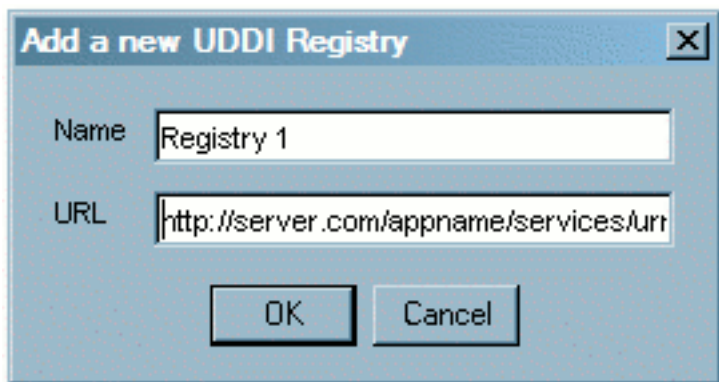 Add a new UDDI Registry
Name Registry 1
URL http://server.com/appname/services/urr
OK Cancel